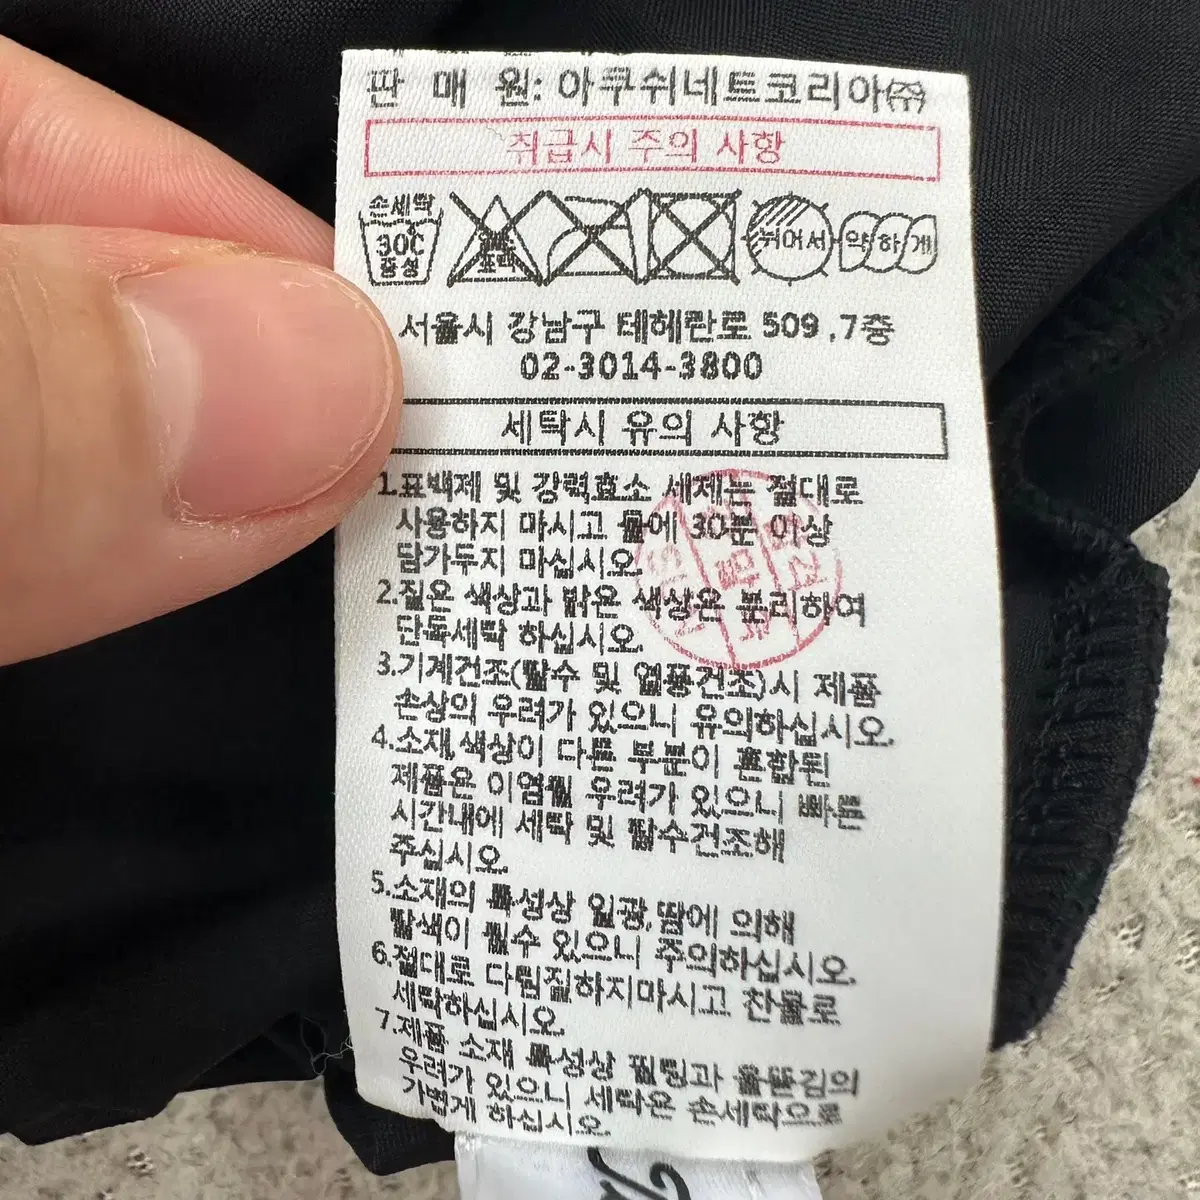 판 매 원: 아쿠쉬네트코리아㈜
취급시 주의 사항
손세탁
30C
중성
표백
뉘어서
약하게
서울시 강남구 테헤란로 509 ,7층
02-3014-3800
세탁시 유의 사항
1.표백제 및 강력효소 세제는 절대로
사용하지 마시고 물에 30분 이상
담가두지 마십시오.
2.짙은 색상과 밝은 색상은 분리하여
단독세탁 하십시오.
3.기계건조(탈수 및 열풍건조)시 제품
손상의 우려가 있으니 유의하십시오.
4.소재,색상이 다른 부분이 혼합된
제품은 이염될 우려가 있으니 빠른
시간내에 세탁 및 탈수건조해
주십시오.
5.소재의 특성상 일광,땀에 의해
탈색이 될수 있으니 주의하십시오.
6.절대로 다림질하지마시고 찬물로
세탁하십시오.
7.제품 소재 특성상 필링과 올뜯김의
우려가 있으니 세탁은 손세탁으로
가볍게 하십시오.